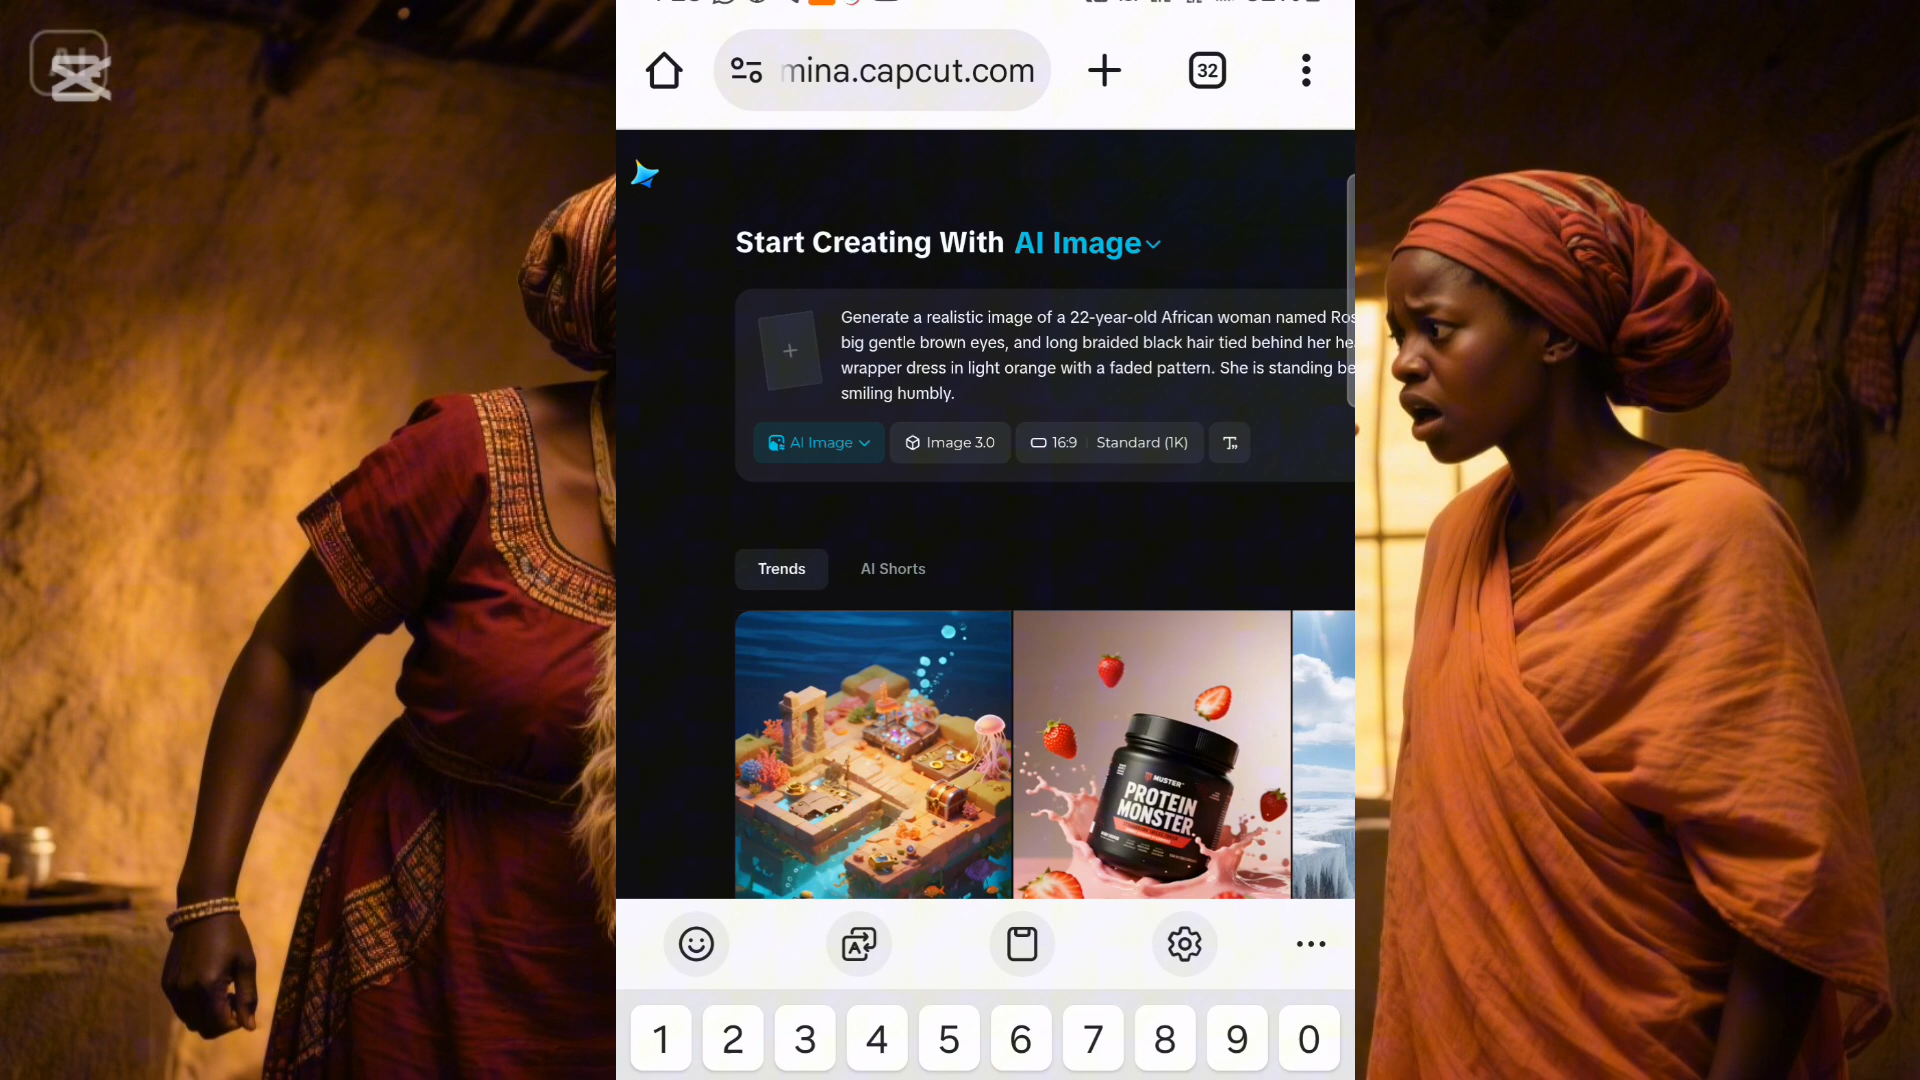 mina.capcut.com
32
Start Creating With AI Image
Generate a realistic image of a 22-year-old African woman named
big gentle brown eyes, and long braided black hair tied behind her
wrapper dress in light orange with a faded pattern. She is standing
smiling humbly.
AI Image
Image 3.0
16:9
Standard (1K)
Trends
AI Shorts
MUSTER
PROTEIN
MONSTER
1 2 3 4 5 6 7 8 9 0